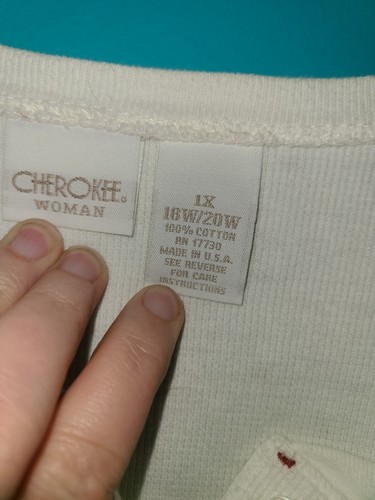 CHEROKEE®
WOMAN
1X
18W/20W
100% COTTON
RN 17730
MADE IN U.S.A.
SEE REVERSE
FOR CARE
INSTRUCTIONS